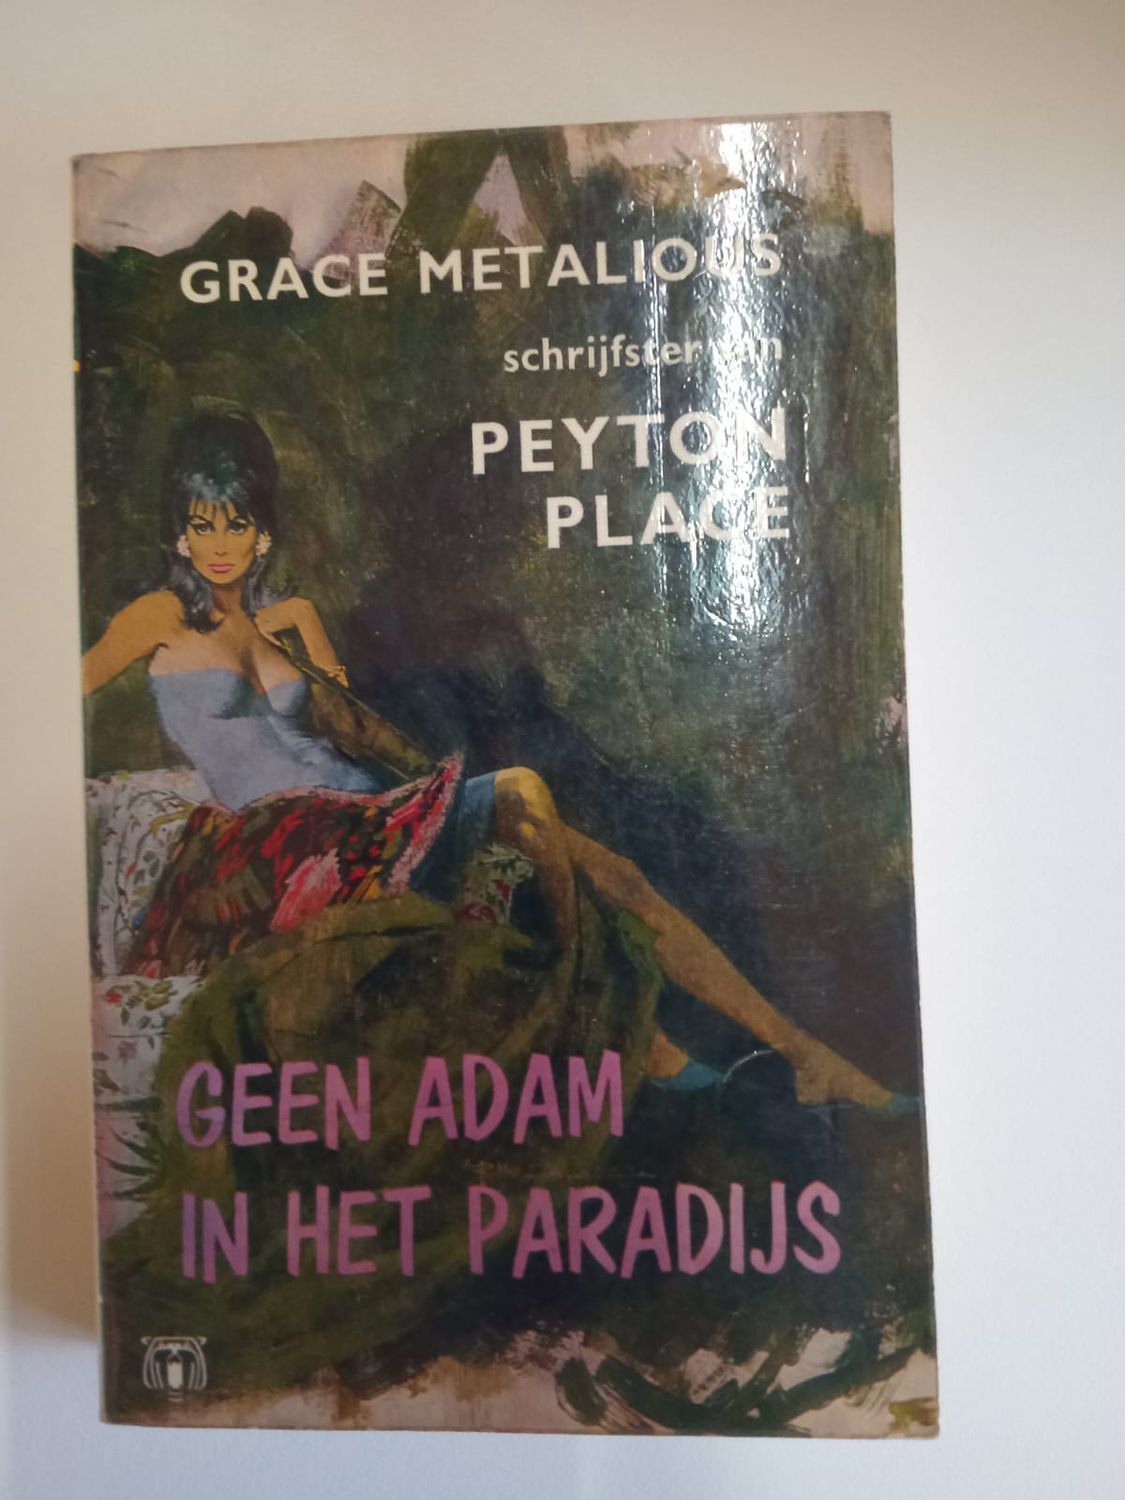 GRACE METALIOUS
schrijfster van
PEYTON
PLACE
GEEN ADAM
IN HET PARADIJS